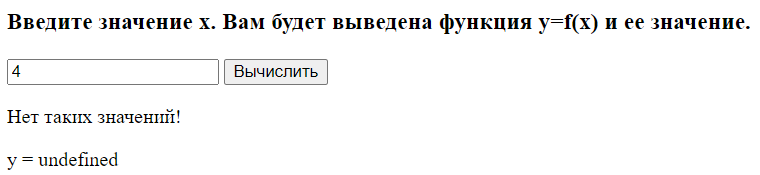 Введите значение x. Вам будет выведена функция y=f(x) и ее значение.
4 Вычислить
Нет таких значений!
y = undefined